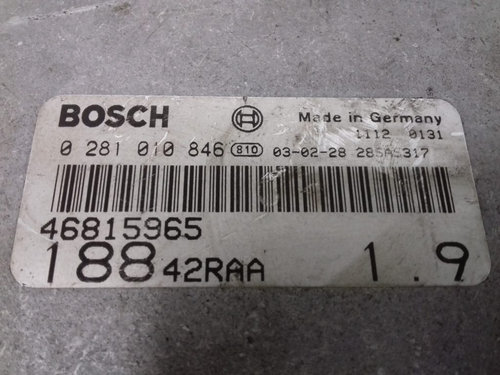 BOSCH Made in Germany
1112 0131
0 281 010 846 810 03-02-28 28SAS317
46815965
188 42RAA 1.9